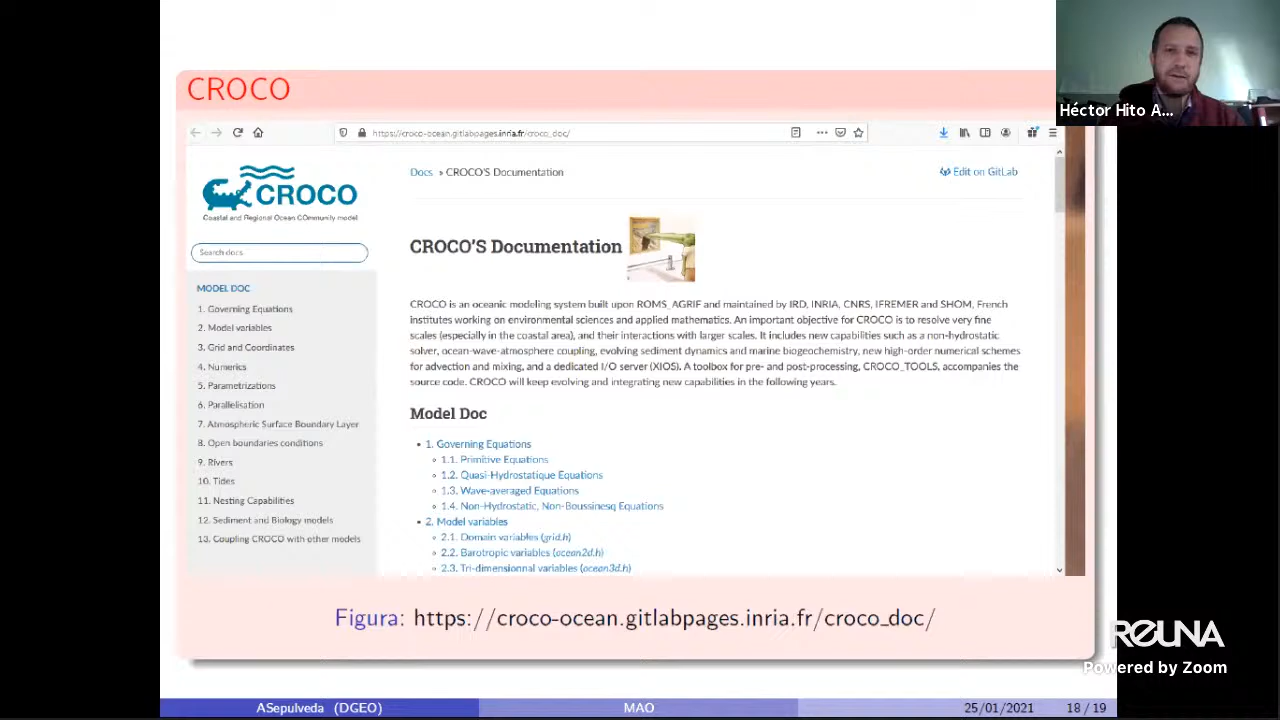 CROCO
Héctor Hito A...
https://croco-ocean.gitlabpages.inria.fr/croco_doc/
CROCO
Coastal and Regional Ocean COmmunity model
Search docs
MODEL DOC
1. Governing Equations
2. Model variables
3. Grid and Coordinates
4. Numerics
5. Parametrizations
6. Parallelisation
7. Atmospheric Surface Boundary Layer
8. Open boundaries conditions
9. Rivers
10. Tides
11. Nesting Capabilities
12. Sediment and Biology models
13. Coupling CROCO with other models
Docs » CROCO'S Documentation
Edit on GitLab
CROCO'S Documentation
CROCO is an oceanic modeling system built upon ROMS_AGRIF and maintained by IRD, INRIA, CNRS, IFREMER and SHOM, French
institutes working on environmental sciences and applied mathematics. An important objective for CROCO is to resolve very fine
scales (especially in the coastal area), and their interactions with larger scales. It includes new capabilities such as a non-hydrostatic
solver, ocean-wave-atmosphere coupling, evolving sediment dynamics and marine biogeochemistry, new high-order numerical schemes
for advection and mixing, and a dedicated I/O server (XIOS). A toolbox for pre- and post-processing, CROCO_TOOLS, accompanies the
source code. CROCO will keep evolving and integrating new capabilities in the following years.
Model Doc
• 1. Governing Equations
◦ 1.1. Primitive Equations
◦ 1.2. Quasi-Hydrostatique Equations
◦ 1.3. Wave-averaged Equations
◦ 1.4. Non-Hydrostatic, Non-Boussinesq Equations
• 2. Model variables
◦ 2.1. Domain variables (grid.h)
◦ 2.2. Barotropic variables (ocean2d.h)
◦ 2.3. Tri-dimensionnal variables (ocean3d.h)
Figura: https://croco-ocean.gitlabpages.inria.fr/croco_doc/
REUNA
Powered by Zoom
ASepulveda (DGEO)
MAO
25/01/2021
18 / 19